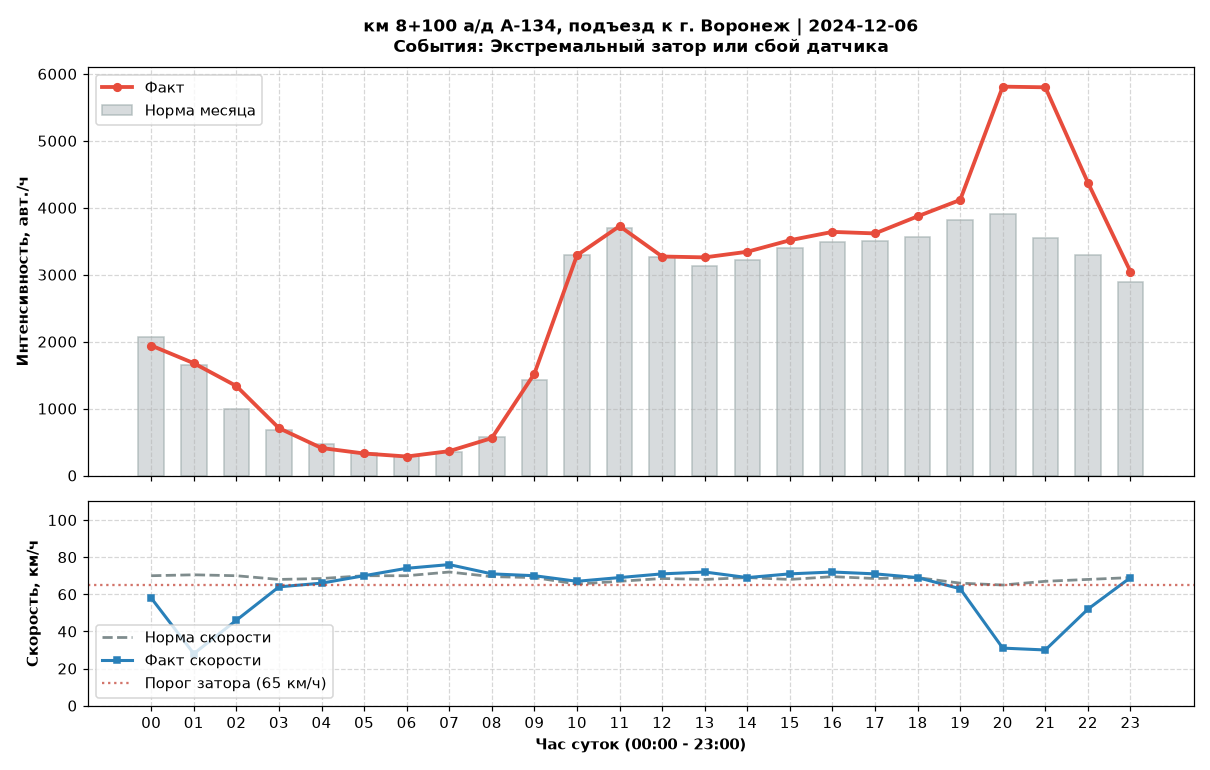 км 8+100 а/д А-134, подъезд к г. Воронеж | 2024-12-06
События: Экстремальный затор или сбой датчика
Интенсивность, авт./ч
6000
5000
4000
3000
2000
1000
0
Факт
Норма месяца
Скорость, км/ч
100
80
60
40
20
0
Норма скорости
Факт скорости
Порог затора (65 км/ч)
00 01 02 03 04 05 06 07 08 09 10 11 12 13 14 15 16 17 18 19 20 21 22 23
Час суток (00:00 - 23:00)